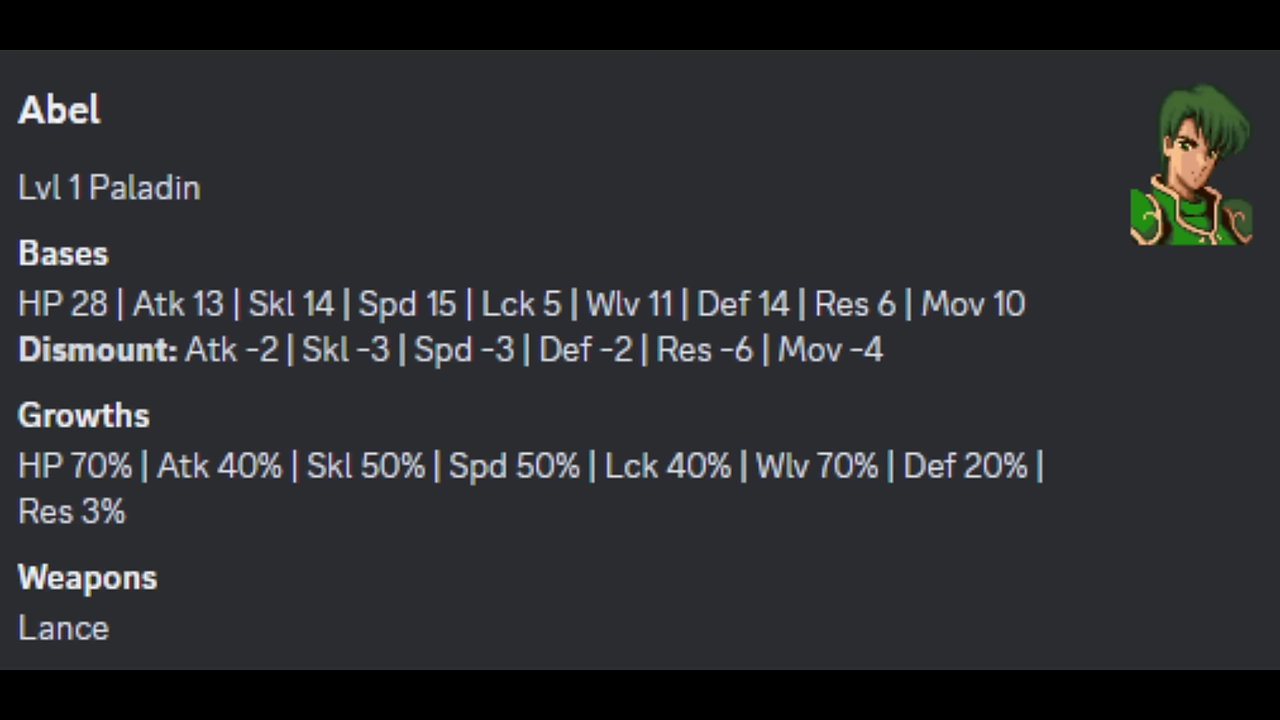 Abel
Lvl 1 Paladin
Bases
HP 28 | Atk 13 | Skl 14 | Spd 15 | Lck 5 | Wlv 11 | Def 14 | Res 6 | Mov 10
Dismount: Atk -2 | Skl -3 | Spd -3 | Def -2 | Res -6 | Mov -4
Growths
HP 70% | Atk 40% | Skl 50% | Spd 50% | Lck 40% | Wlv 70% | Def 20% |
Res 3%
Weapons
Lance